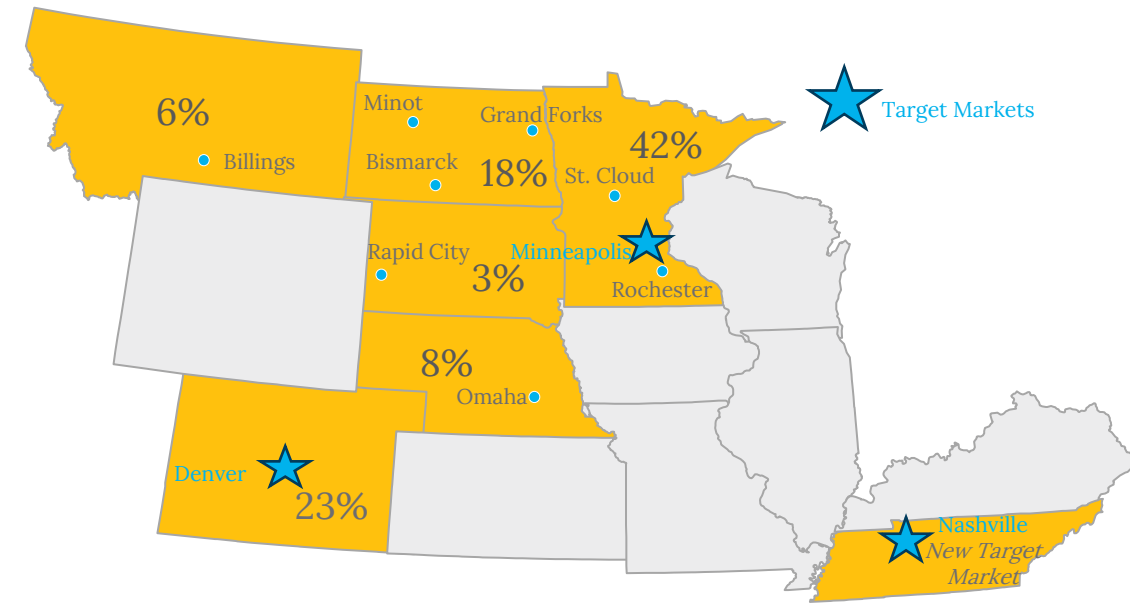 6%
Billings
Minot
Grand Forks
Bismarck
18%
42%
St. Cloud
Target Markets
Rapid City
3%
Minneapolis
Rochester
8%
Omaha
Denver
23%
Nashville
New Target
Market